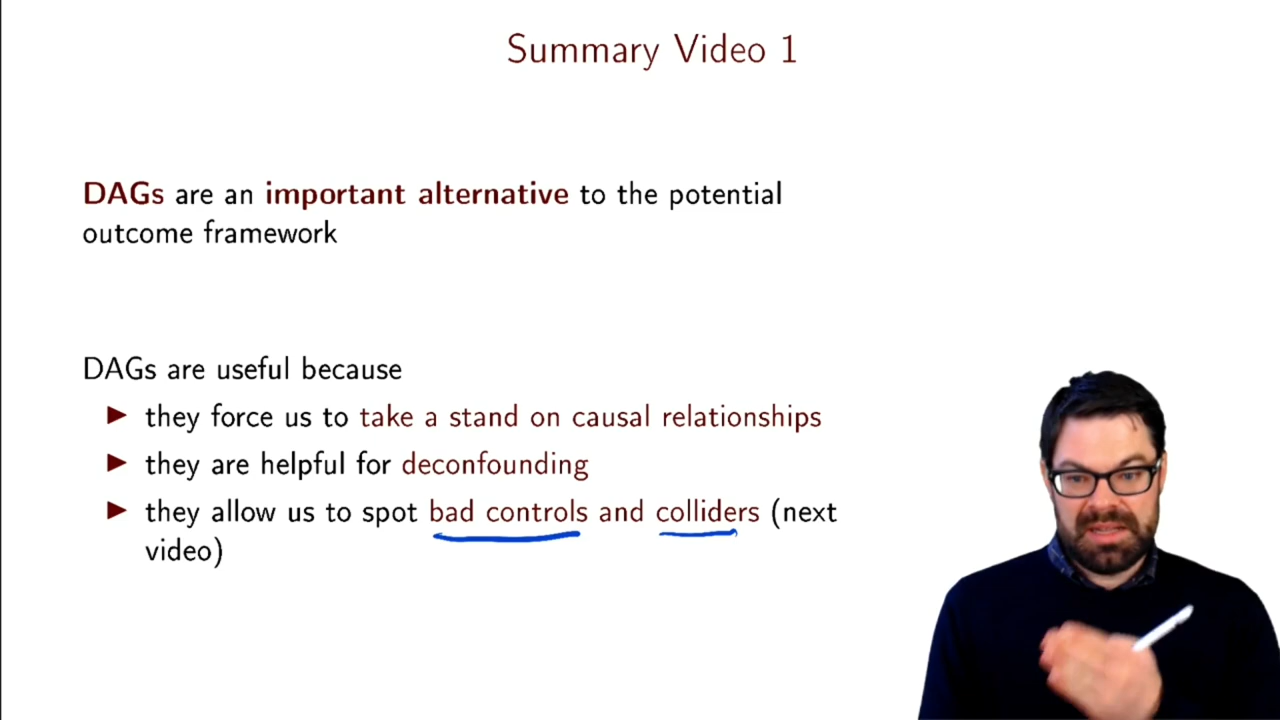 Summary Video 1
DAGs are an important alternative to the potential
outcome framework
DAGs are useful because
▶ they force us to take a stand on causal relationships
▶ they are helpful for deconfounding
▶ they allow us to spot bad controls and colliders (next
video)